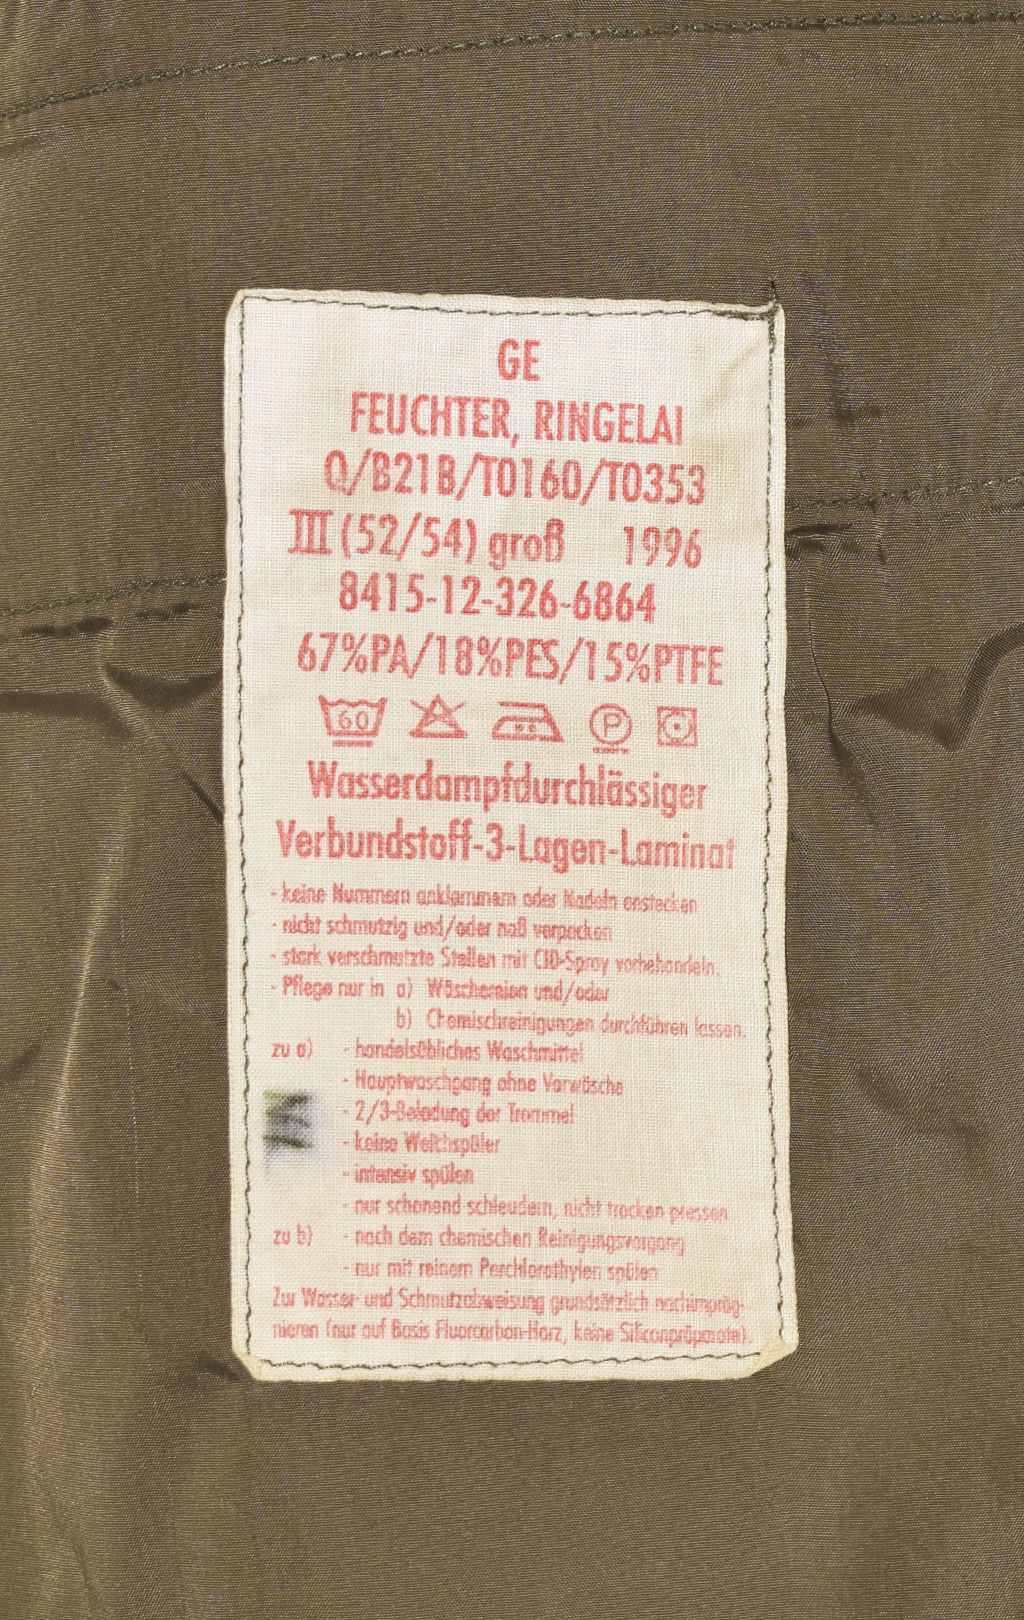 GE
FEUCHTER, RINGELAI
Q/B21B/T0160/T0353
III (52/54) groß 1996
8415-12-326-6864
67%PA/18%PES/15%PTFE
60 P
Wasserdampfdurchlässiger
Verbundstoff-3-Lagen-Laminat
- keine Nummern anklammern oder Nadeln anstecken
- nicht schmutzig und/oder naß verpacken
- stark verschmutzte Stellen mit CID-Spray vorbehandeln.
- Pflege nur in a) Wäschereien und/oder
b) Chemischreinigungen durchführen lassen.
zu a) - handelsübliches Waschmittel
- Hauptwaschgang ohne Vorwäsche
- 2/3-Beladung der Trommel
- keine Weichspüler
- intensiv spülen
- nur schonend schleudern, nicht trocken pressen
zu b) - nach dem chemischen Reinigungsvorgang
- nur mit reinem Perchlorethylen spülen
Zur Wasser- und Schmutzabweisung grundsätzlich nachimpräg-
nieren (nur auf Basis Fluorcarbon-Harz, keine Siliconpräparate).